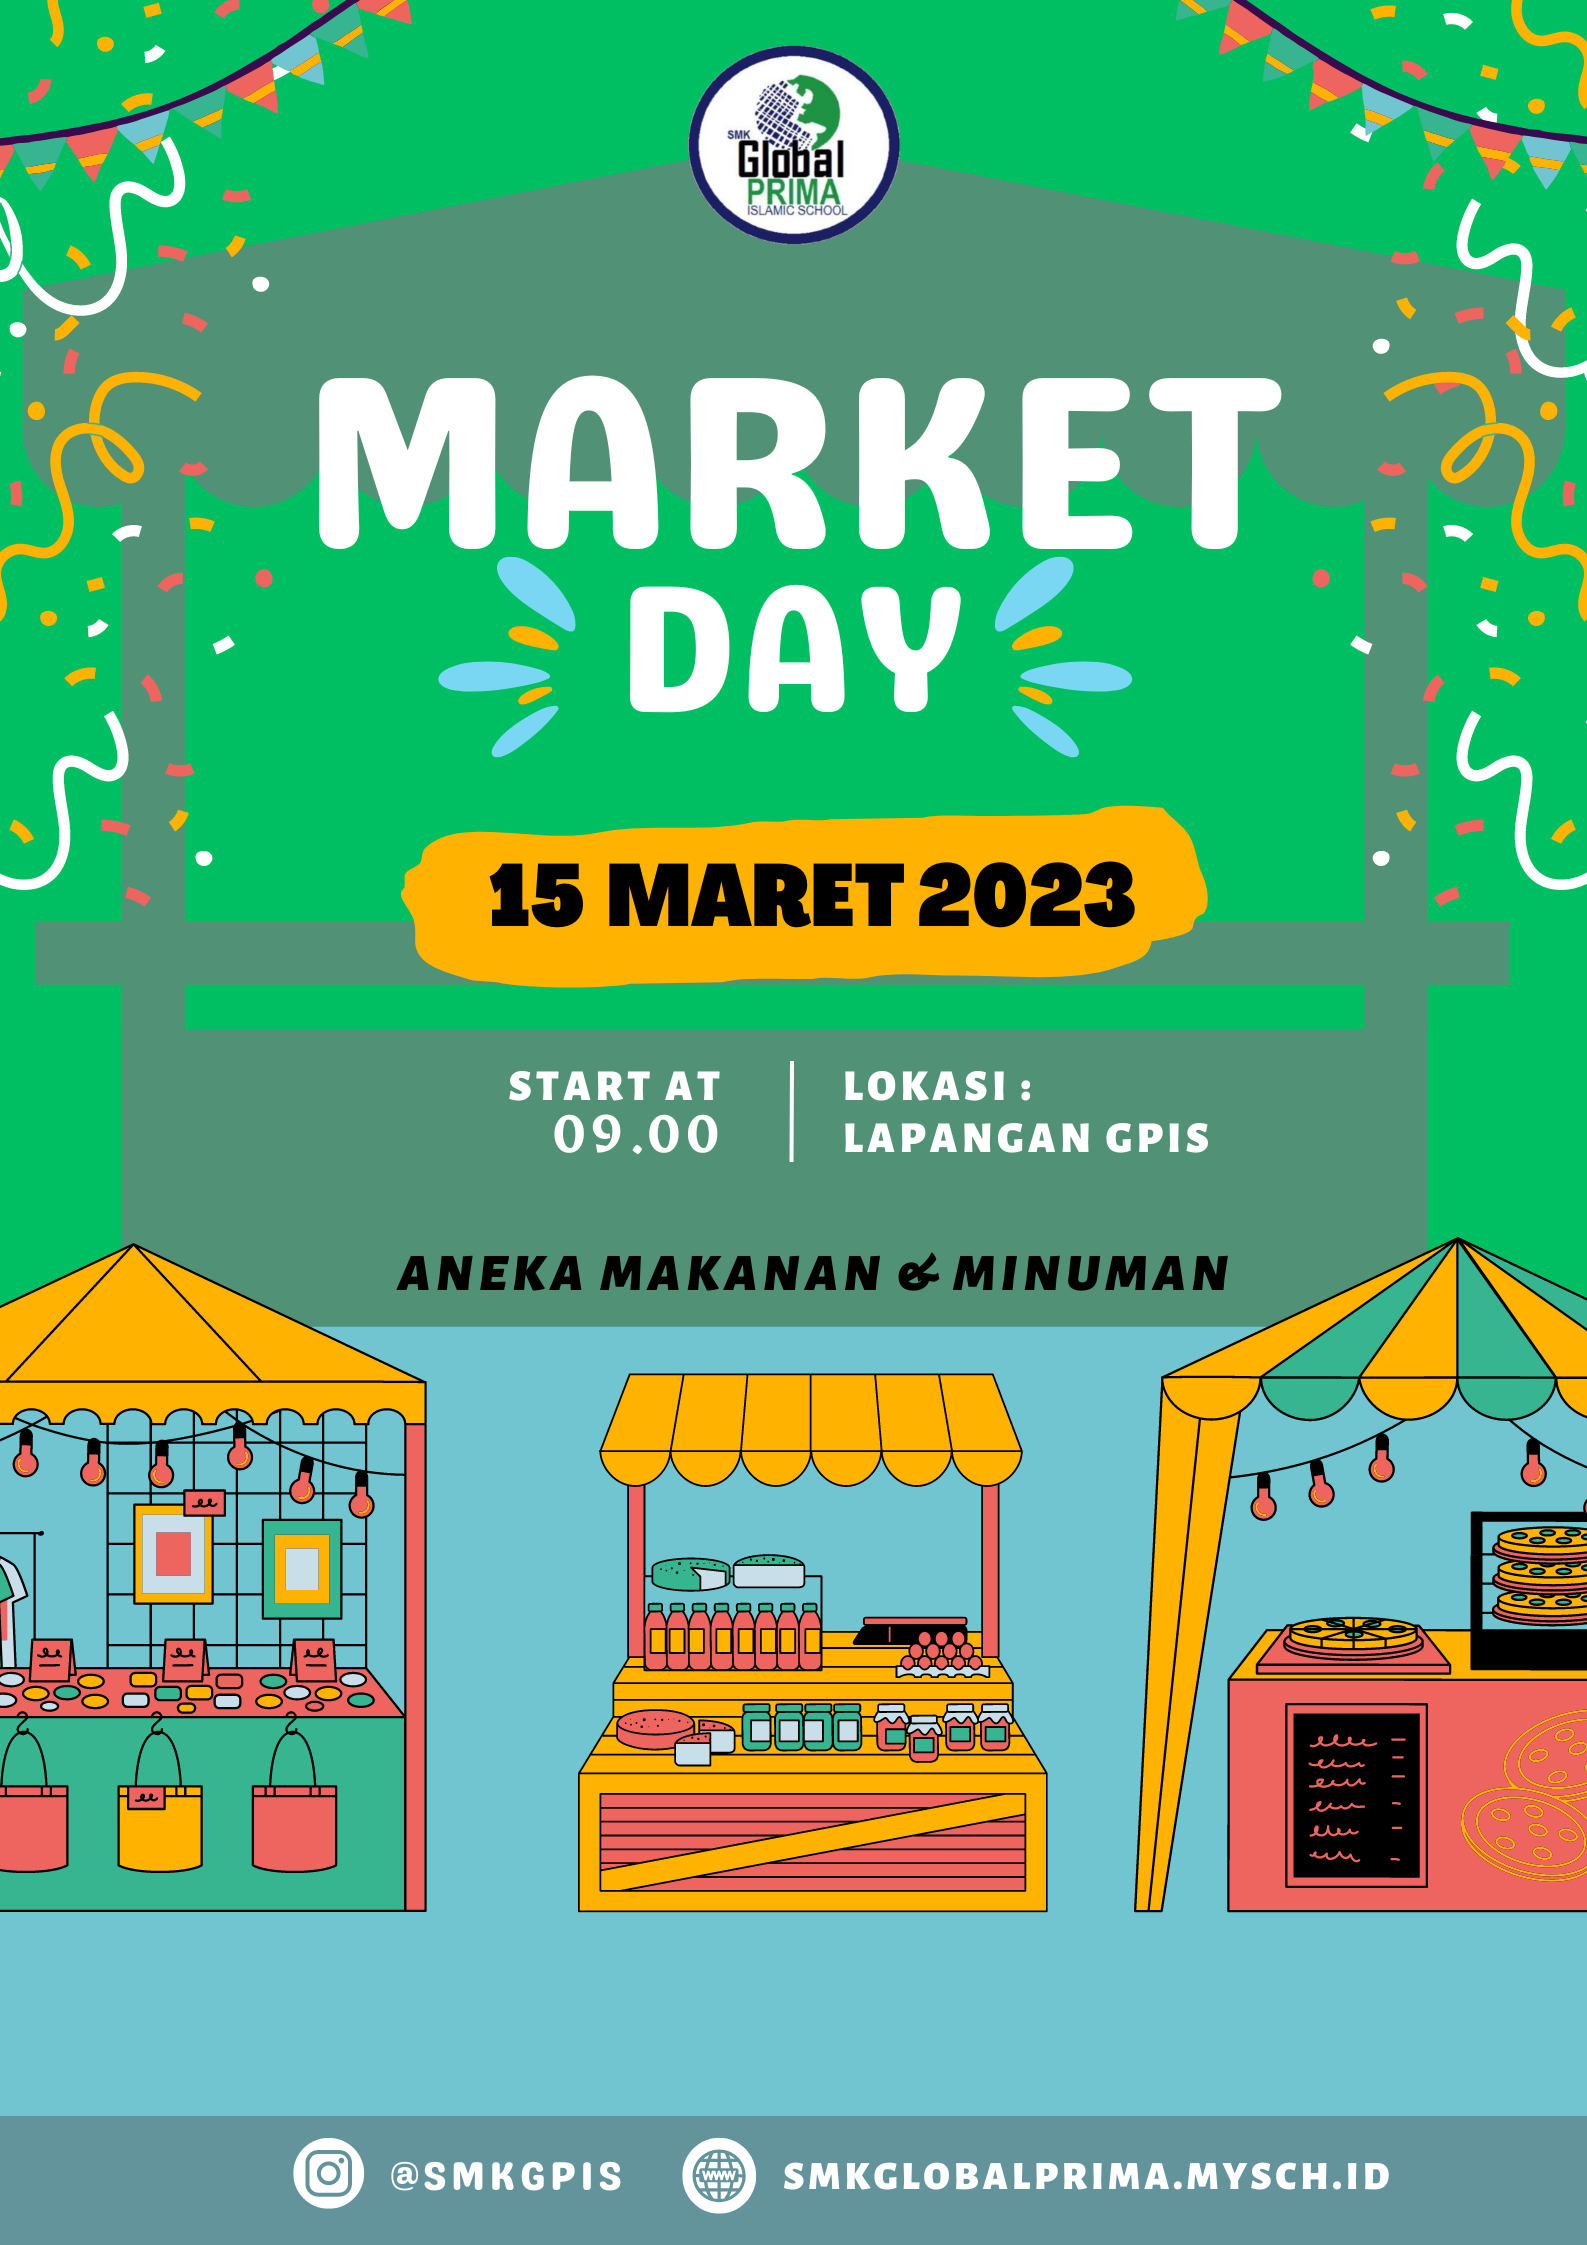 SMK
Global
PRIMA
ISLAMIC SCHOOL
MARKET
DAY
15 MARET 2023
START AT
09.00
LOKASI :
LAPANGAN GPIS
ANEKA MAKANAN & MINUMAN
@SMKGPIS
WWW
SMKGLOBALPRIMA.MYSCH.ID